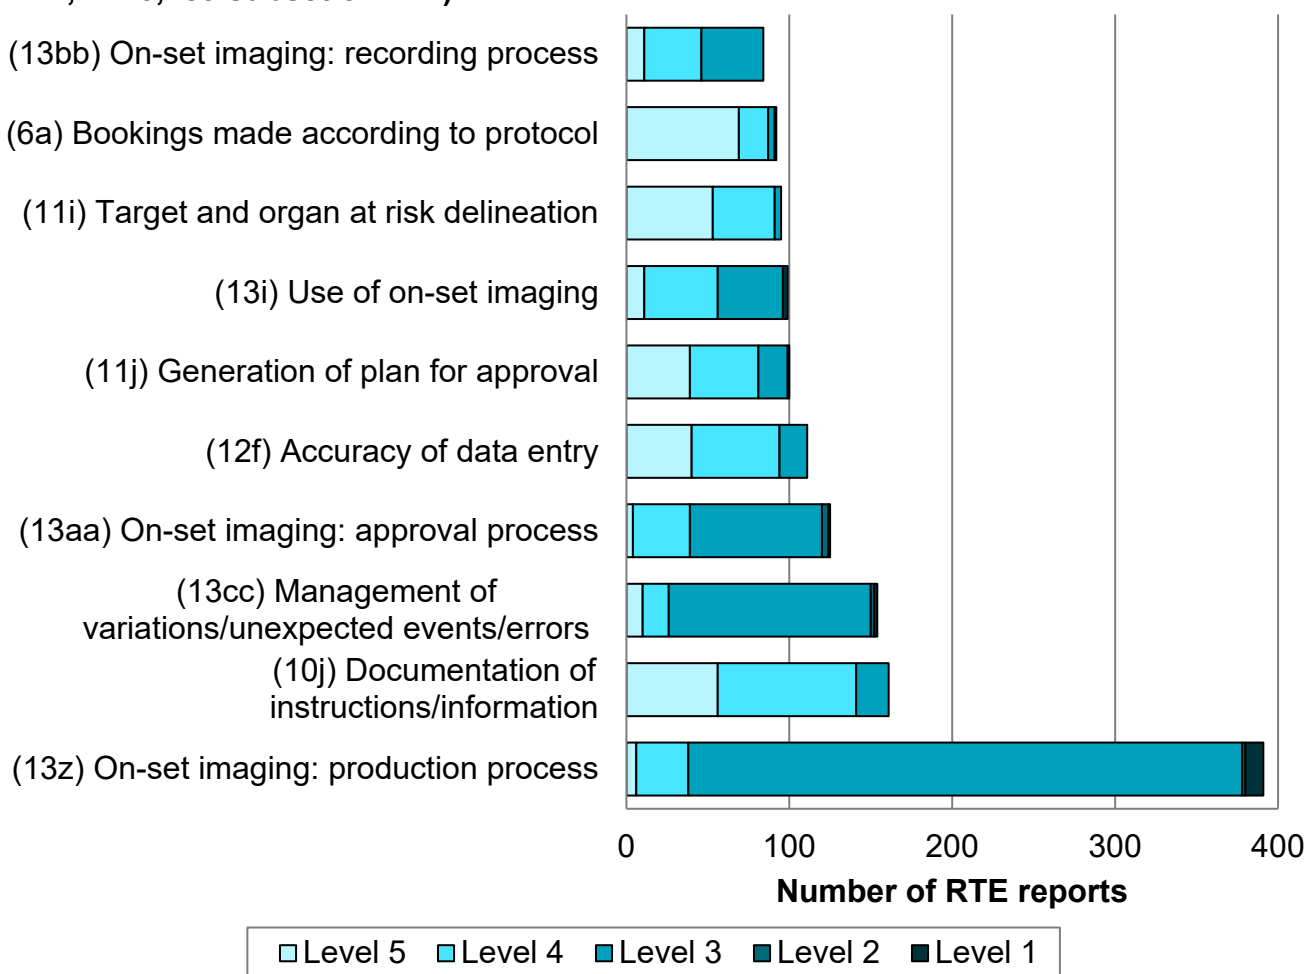 (13bb) On-set imaging: recording process
(6a) Bookings made according to protocol
(11i) Target and organ at risk delineation
(13i) Use of on-set imaging
(11j) Generation of plan for approval
(12f) Accuracy of data entry
(13aa) On-set imaging: approval process
(13cc) Management of
variations/unexpected events/errors
(10j) Documentation of
instructions/information
(13z) On-set imaging: production process
0 100 200 300 400
Number of RTE reports
Level 5 Level 4 Level 3 Level 2 Level 1